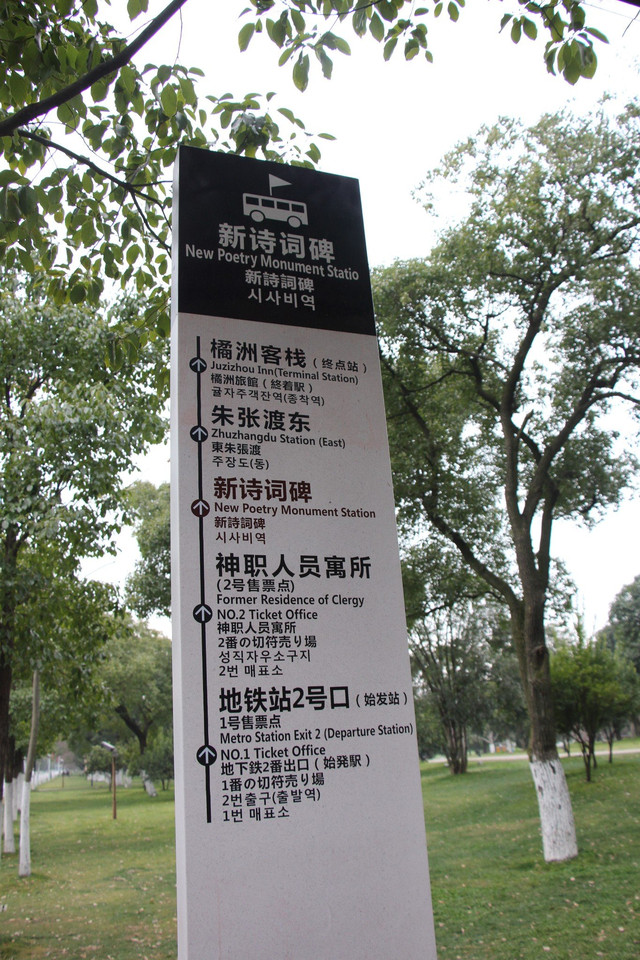 新诗词碑
New Poetry Monument Statio
新詩詞碑
시사비역
橘洲客栈（终点站）
Juzizhou Inn(Terminal Station)
橘洲旅館（終着駅）
귤자주객잔역(종착역)
朱张渡东
Zhuzhangdu Station (East)
東朱張渡
주장도(동)
新诗词碑
New Poetry Monument Station
新詩詞碑
시사비역
神职人员寓所
(2号售票点)
Former Residence of Clergy
NO.2 Ticket Office
神职人员寓所
2番の切符売り場
성직자우소구지
2번 매표소
地铁站2号口（始发站）
1号售票点
Metro Station Exit 2 (Departure Station)
NO.1 Ticket Office
地下鉄2番出口（始発駅）
1番の切符売り場
2번출구(출발역)
1번 매표소